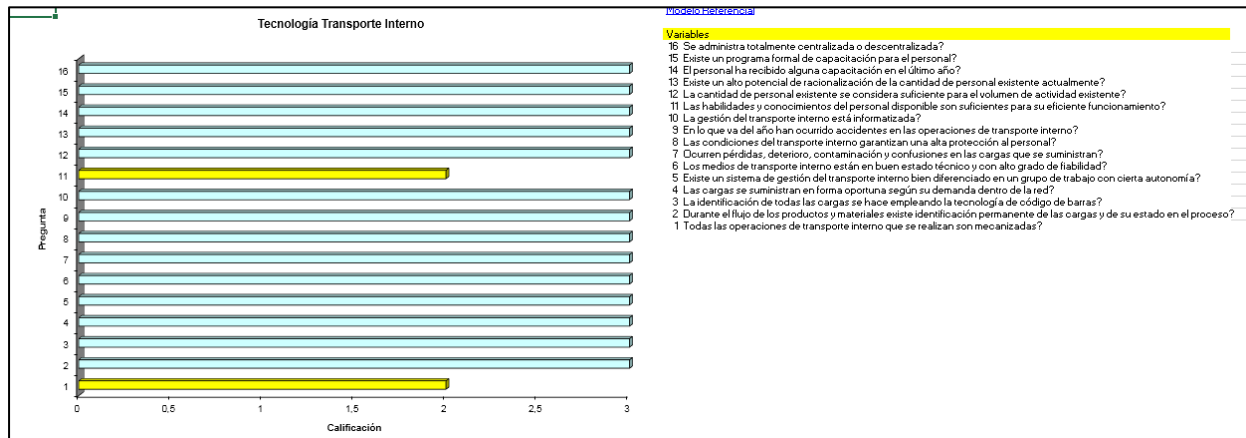 1
Tecnología Transporte Interno
Pregunta
16
15
14
13
12
11
10
9
8
7
6
5
4
3
2
1
0
0,5
1
1,5
2
2,5
3
Calificación
Modelo Referencial
Variables
16 Se administra totalmente centralizada o descentralizada?
15 Existe un programa formal de capacitación para el personal?
14 El personal ha recibido alguna capacitación en el último año?
13 Existe un alto potencial de racionalización de la cantidad de personal existente actualmente?
12 La cantidad de personal existente se considera suficiente para el volumen de actividad existente?
11 Las habilidades y conocimientos del personal disponible son suficientes para su eficiente funcionamiento?
10 La gestión del transporte interno está informatizada?
9 En lo que va del año han ocurrido accidentes en las operaciones de transporte interno?
8 Las condiciones del transporte interno garantizan una alta protección al personal?
7 Ocurren pérdidas, deterioro, contaminación y confusiones en las cargas que se suministran?
6 Los medios de transporte interno están en buen estado técnico y con alto grado de fiabilidad?
5 Existe un sistema de gestión del transporte interno bien diferenciado en un grupo de trabajo con cierta autonomía?
4 Las cargas se suministran en forma oportuna según su demanda dentro de la red?
3 La identificación de todas las cargas se hace empleando la tecnología de código de barras?
2 Durante el flujo de los productos y materiales existe identificación permanente de las cargas y de su estado en el proceso?
1 Todas las operaciones de transporte interno que se realizan son mecanizadas?